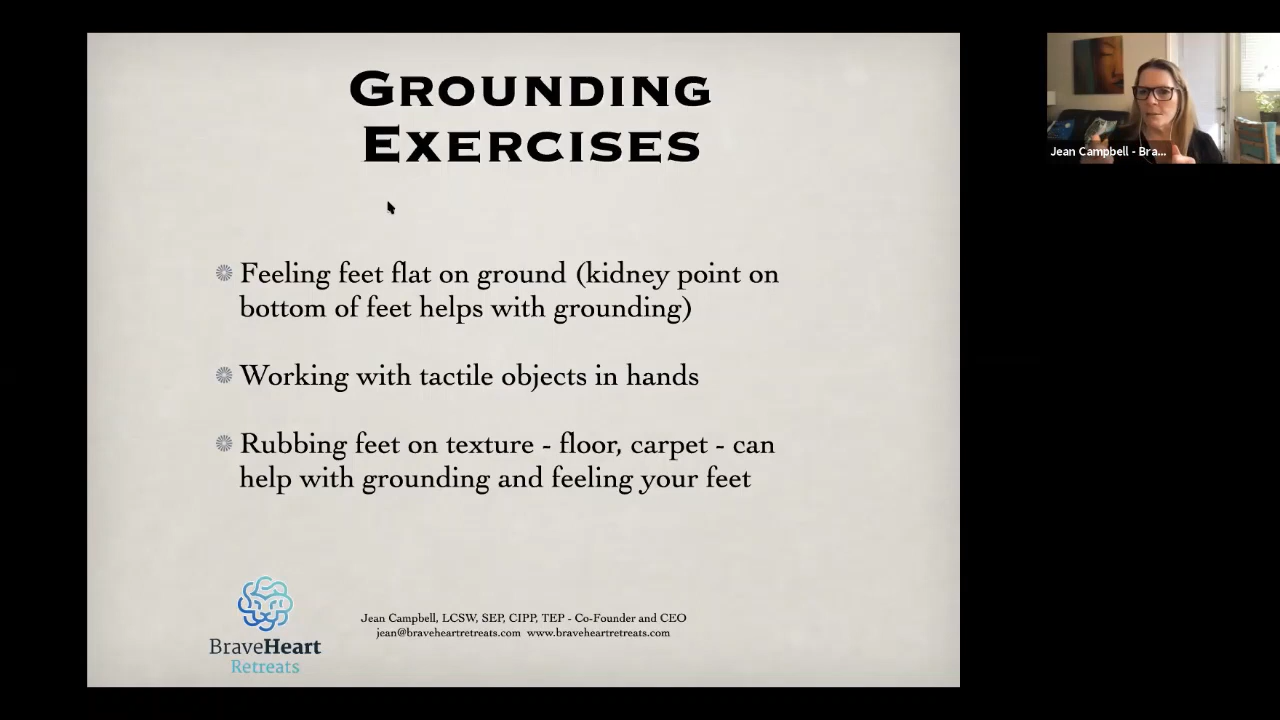 GROUNDING
EXERCISES
Feeling feet flat on ground (kidney point on
bottom of feet helps with grounding)
Working with tactile objects in hands
Rubbing feet on texture - floor, carpet - can
help with grounding and feeling your feet
BraveHeart
Retreats
Jean Campbell, LCSW, SEP, CIPP, TEP - Co-Founder and CEO
jean@braveheartretreats.com www.braveheartretreats.com
Jean Campbell - Bra...